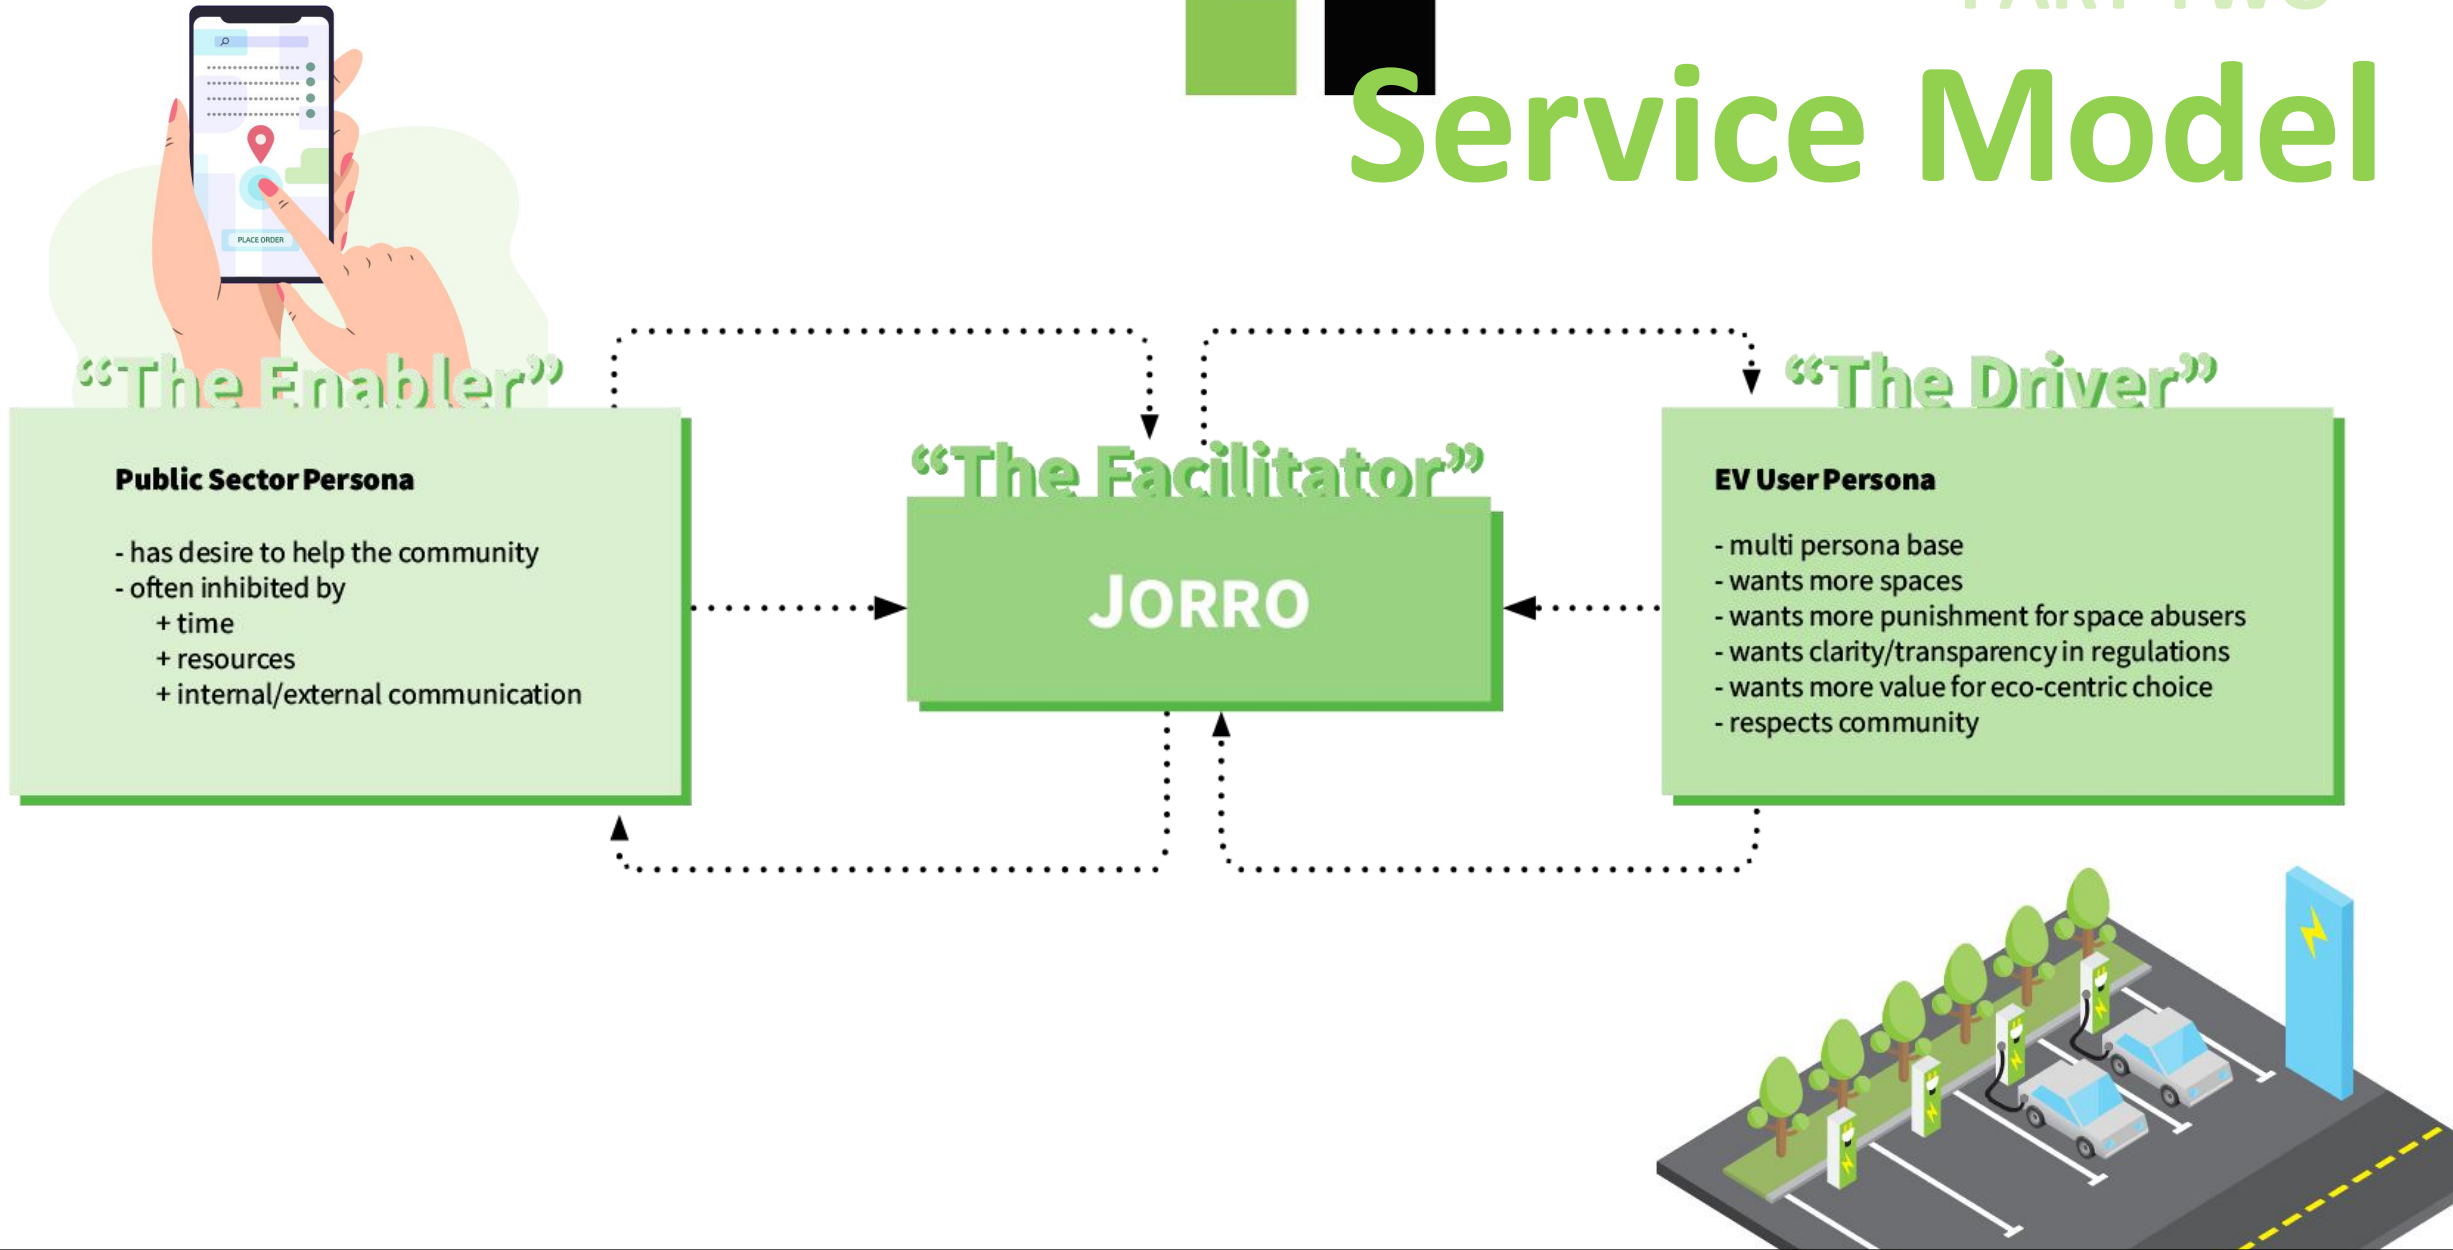 PART TWO
Service Model
PLACE ORDER
“The Enabler”
Public Sector Persona
- has desire to help the community
- often inhibited by
+ time
+ resources
+ internal/external communication
“The Facilitator”
JORRO
“The Driver”
EV User Persona
- multi persona base
- wants more spaces
- wants more punishment for space abusers
- wants clarity/transparency in regulations
- wants more value for eco-centric choice
- respects community